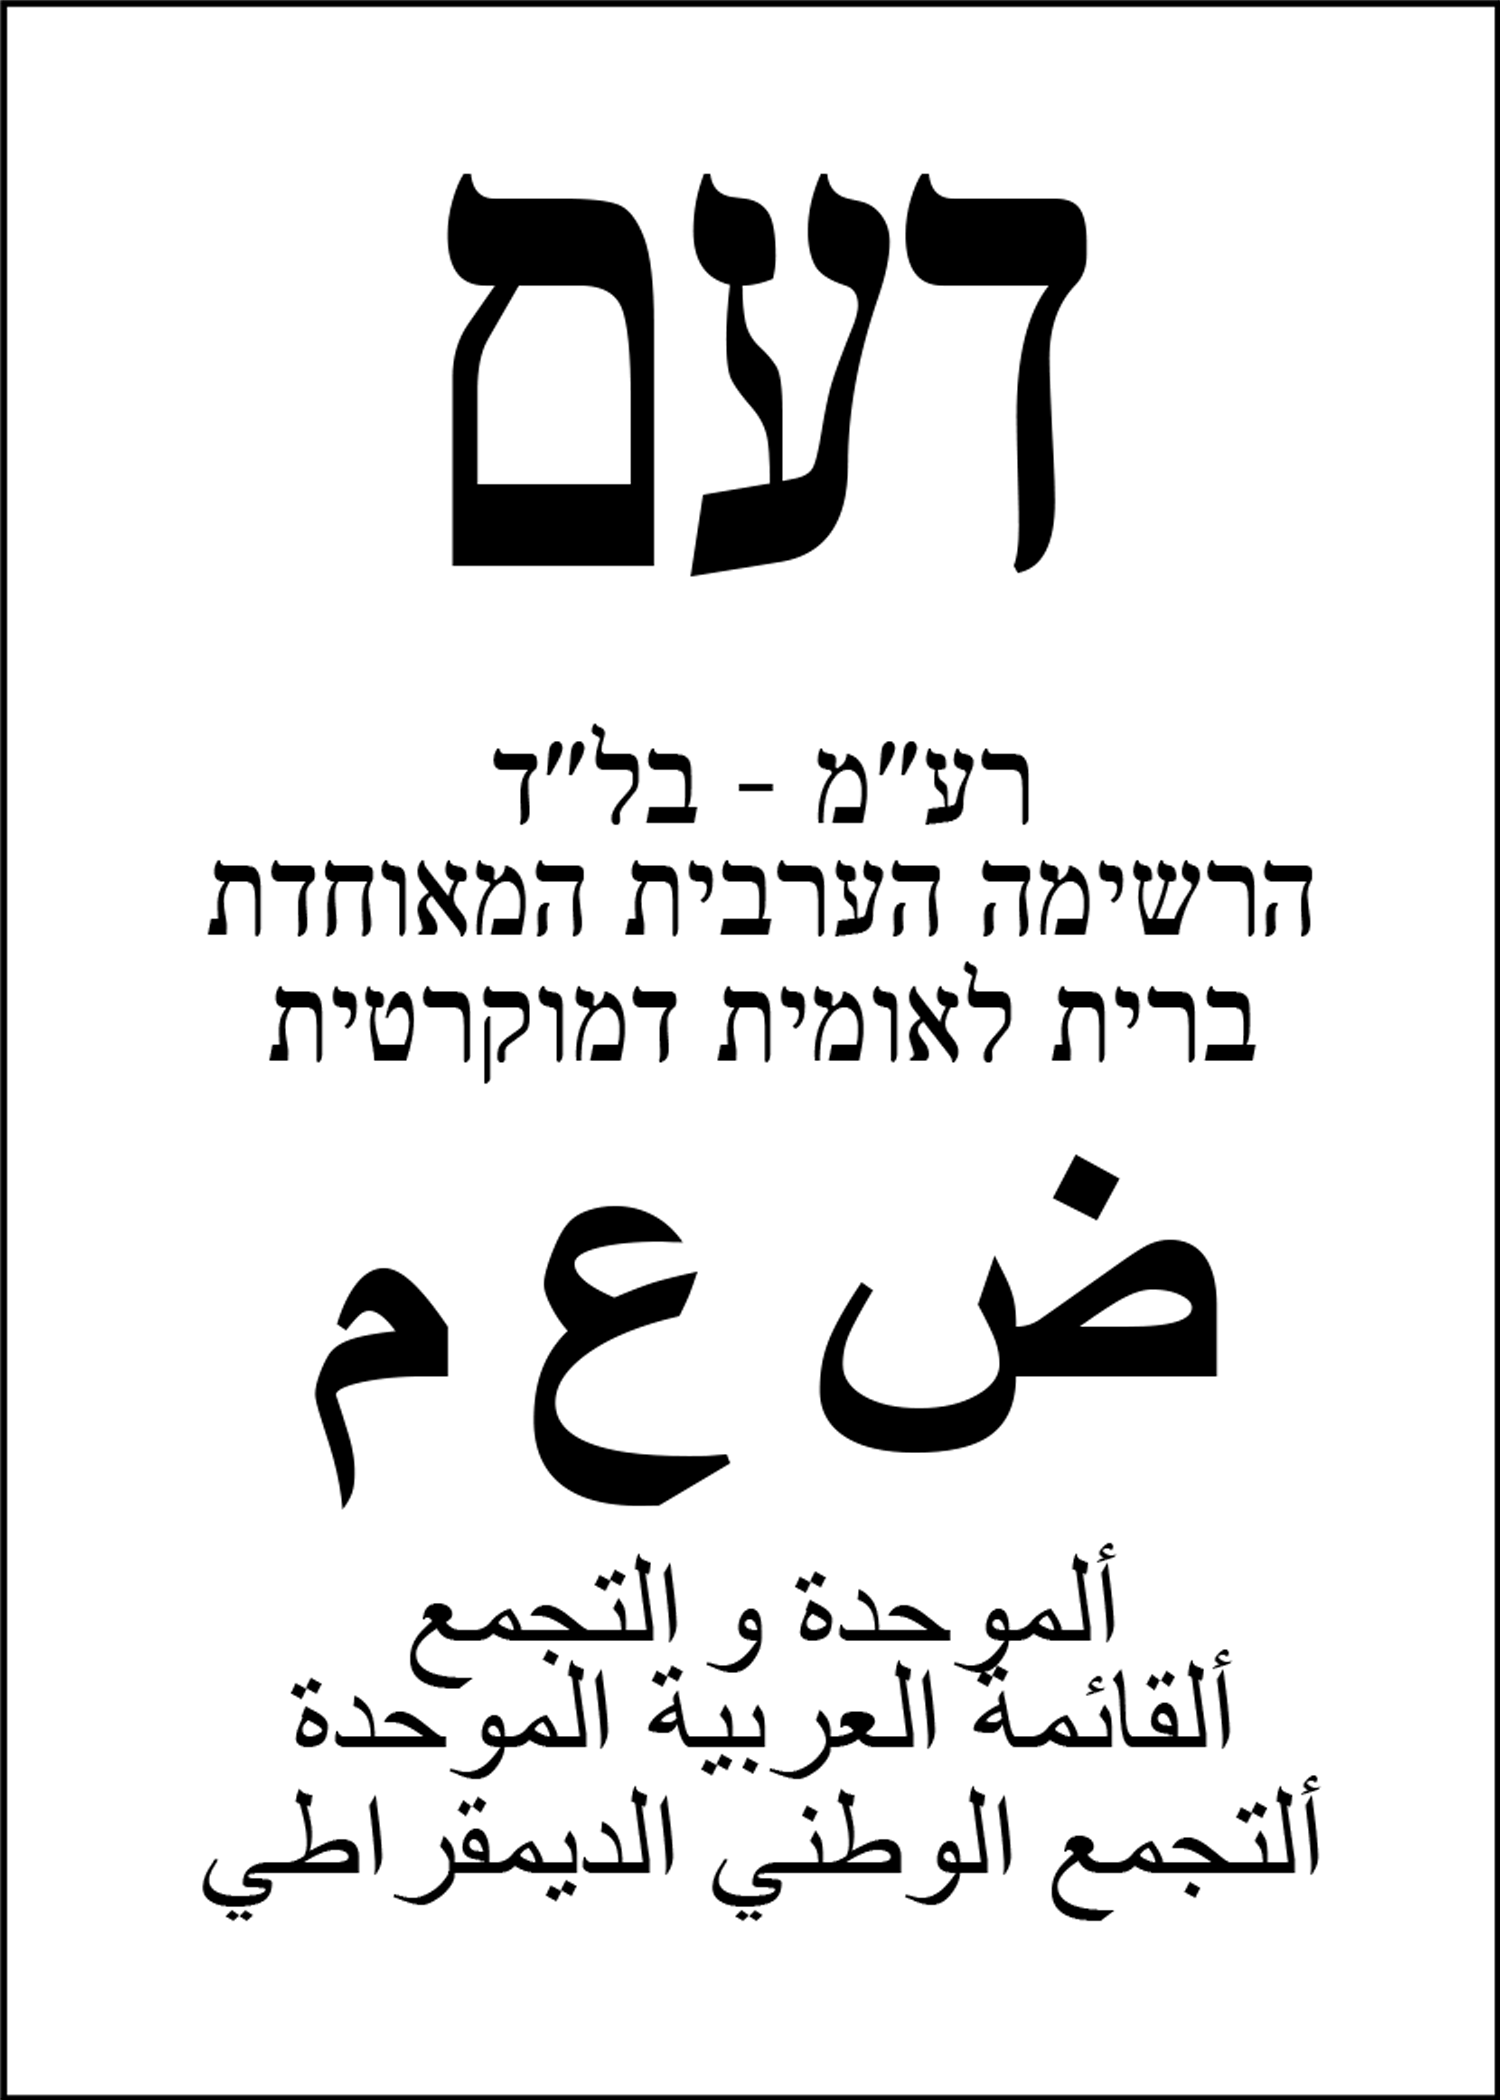 דעם
רע"מ - בל"ד
הרשימה הערבית המאוחדת
ברית לאומית דמוקרטית
ض ع م
ألموحدة و التجمع
ألقائمة العربية الموحدة
ألتجمع الوطني الديمقراطي